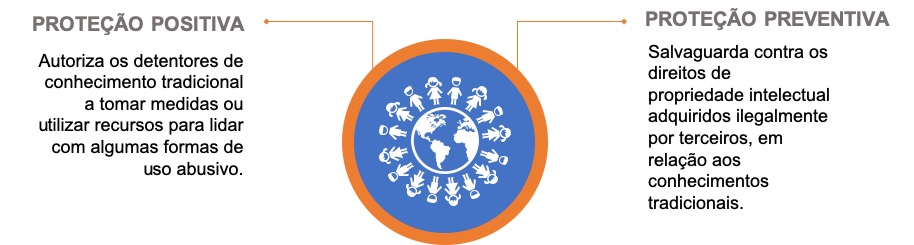 PROTEÇÃO POSITIVA
Autoriza os detentores de
conhecimento tradicional
a tomar medidas ou
utilizar recursos para lidar
com algumas formas de
uso abusivo.
PROTEÇÃO PREVENTIVA
Salvaguarda contra os
direitos de
propriedade intelectual
adquiridos ilegalmente
por terceiros, em
relação aos
conhecimentos
tradicionais.